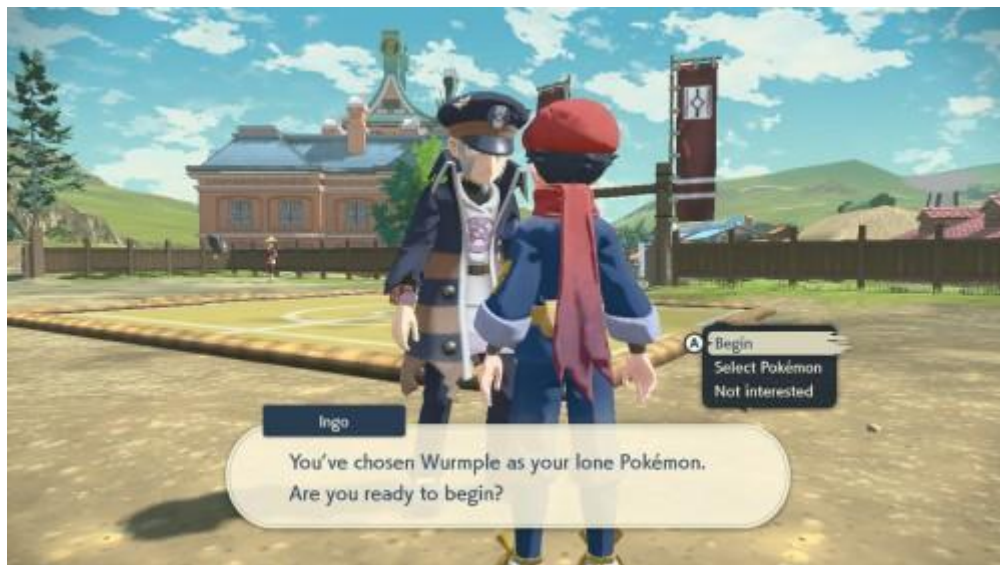 A Begin
Select Pokémon
Not interested
Ingo
You've chosen Wurmple as your lone Pokémon.
Are you ready to begin?